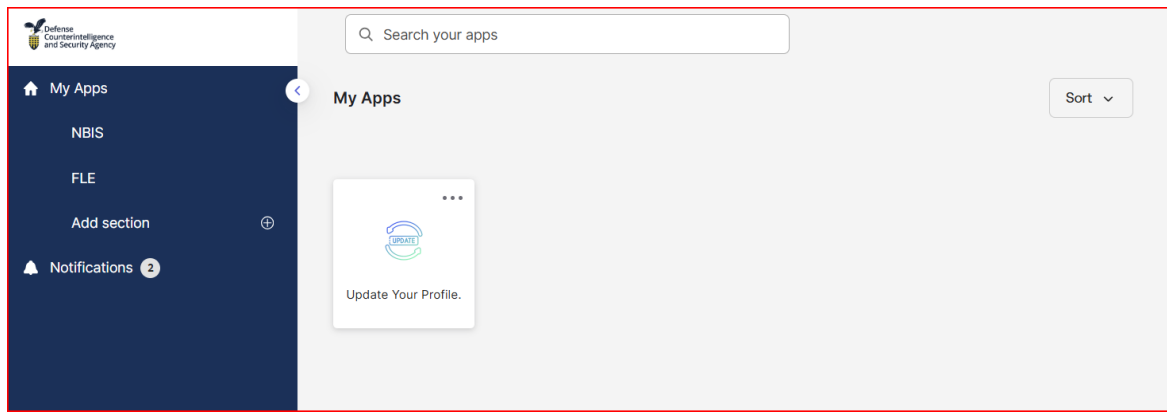 Defense
Counterintelligence
and Security Agency
Search your apps
My Apps
NBIS
FLE
Add section
Notifications 2
My Apps
Sort
UPDATE
Update Your Profile.